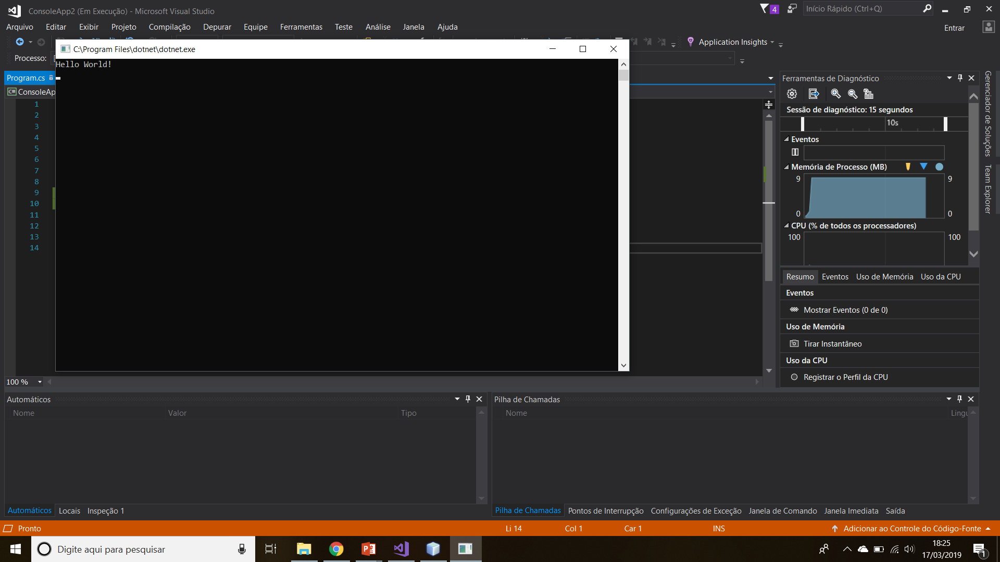 ConsoleApp2 (Em Execução) - Microsoft Visual Studio
4
Início Rápido (Ctrl+Q)
Arquivo Editar Exibir Projeto Compilação Depurar Equipe Ferramentas Teste Análise Janela Ajuda
Entrar
Application Insights
Processo:
C:\Program Files\dotnet\dotnet.exe
Hello World!
Program.cs
C# ConsoleAp
1
2
3
4
5
6
7
8
9
10
11
12
13
14
100 %
Ferramentas de Diagnóstico
Sessão de diagnóstico: 15 segundos
10s
Eventos
Memória de Processo (MB)
9 9
0 0
CPU (% de todos os processadores)
100 100
Resumo Eventos Uso de Memória Uso da CPU
Eventos
Mostrar Eventos (0 de 0)
Uso de Memória
Tirar Instantâneo
Uso da CPU
Registrar o Perfil da CPU
Gerenciador de Soluções
Team Explorer
Automáticos
Nome Valor Tipo
Automáticos Locais Inspeção 1
Pilha de Chamadas
Nome Lingu
Pilha de Chamadas Pontos de Interrupção Configurações de Exceção Janela de Comando Janela Imediata Saída
Pronto Li 14 Col 1 Car 1 INS Adicionar ao Controle do Código-Fonte
Digite aqui para pesquisar
18:25
17/03/2019
1